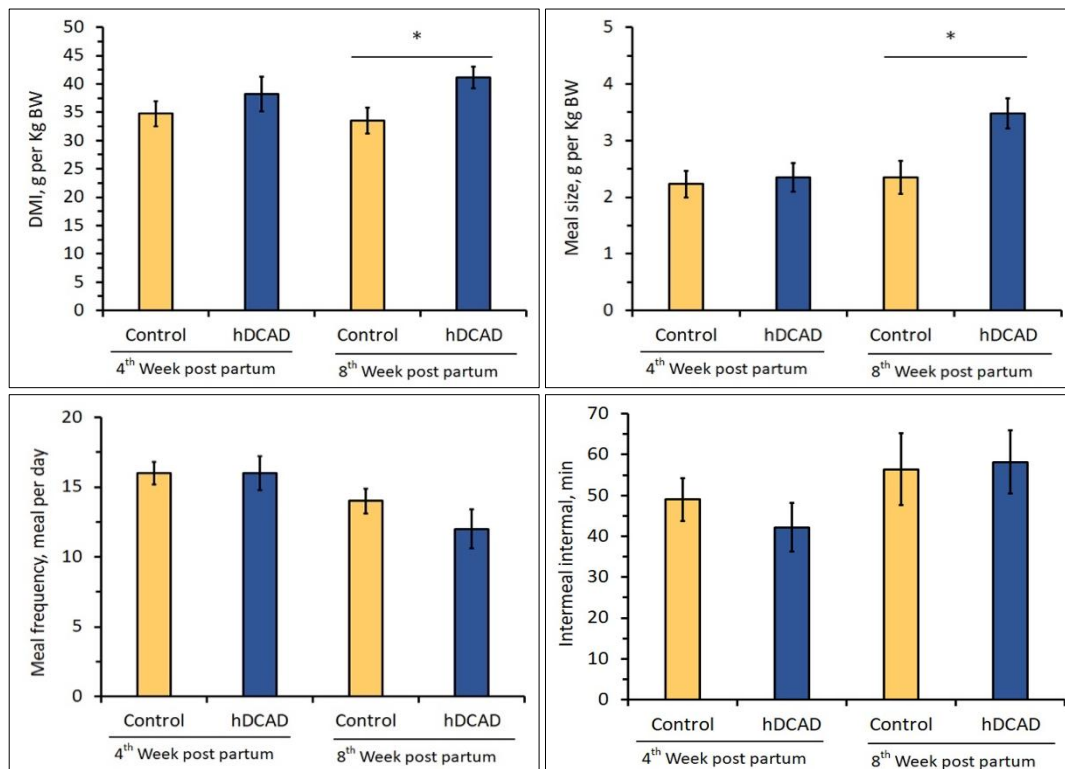 DMI, g per Kg BW
50
45
40
35
30
25
20
15
10
5
0
*
Control hDCAD Control hDCAD
4th Week post partum 8th Week post partum
Meal size, g per Kg BW
5
4
3
2
1
0
*
Control hDCAD Control hDCAD
4th Week post partum 8th Week post partum
Meal frequency, meal per day
20
15
10
5
0
Control hDCAD Control hDCAD
4th Week post partum 8th Week post partum
Intermeal intermal, min
70
60
50
40
30
20
10
0
Control hDCAD Control hDCAD
4th Week post partum 8th Week post partum